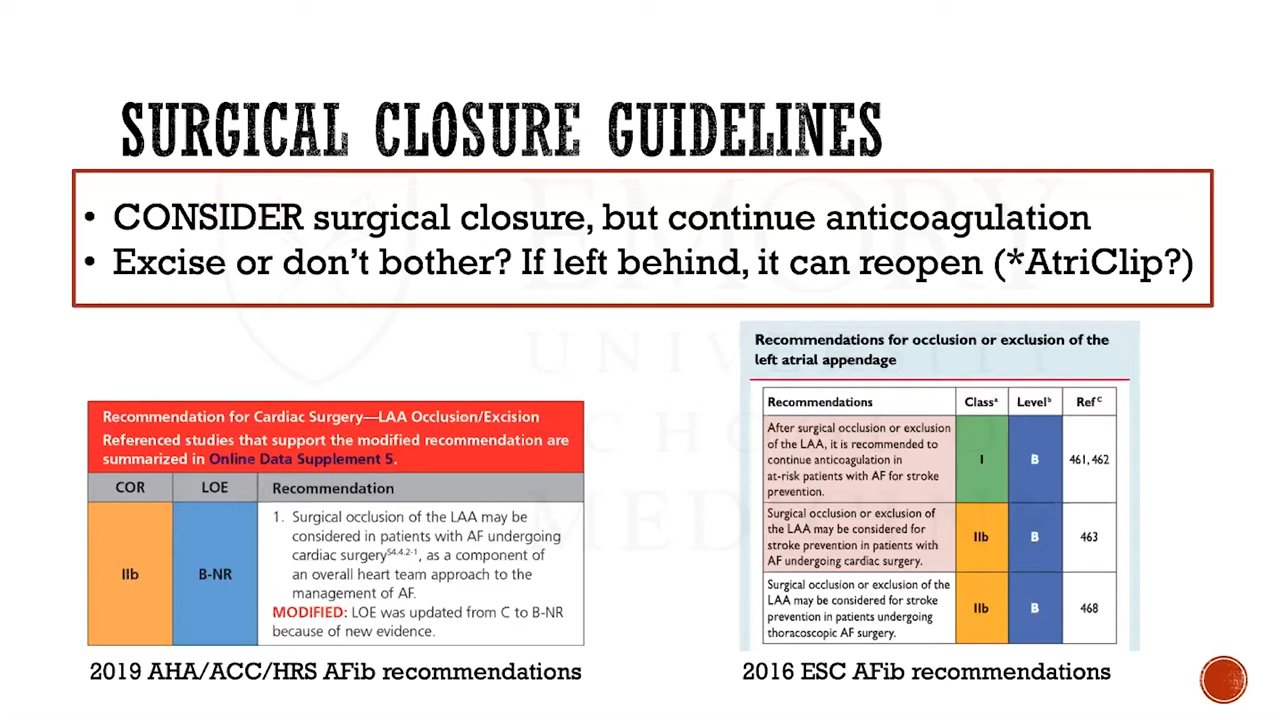 SURGICAL CLOSURE GUIDELINES
• CONSIDER surgical closure, but continue anticoagulation
• Excise or don't bother? If left behind, it can reopen (*AtriClip?)
EMORY
UNIVERSITY
SCHOOL OF
MEDICINE
Recommendation for Cardiac Surgery—LAA Occlusion/Excision
Referenced studies that support the modified recommendation are
summarized in Online Data Supplement 5.
COR LOE Recommendation
IIb B-NR
1. Surgical occlusion of the LAA may be
considered in patients with AF undergoing
cardiac surgery S4.4.2-1, as a component of
an overall heart team approach to the
management of AF.
MODIFIED: LOE was updated from C to B-NR
because of new evidence.
2019 AHA/ACC/HRS AFib recommendations
Recommendations for occlusion or exclusion of the
left atrial appendage
Recommendations Class a Level b Ref C
After surgical occlusion or exclusion
of the LAA, it is recommended to
continue anticoagulation in
at-risk patients with AF for stroke
prevention.
I B 461, 462
Surgical occlusion or exclusion of
the LAA may be considered for
stroke prevention in patients with
AF undergoing cardiac surgery.
IIb B 463
Surgical occlusion or exclusion of the
LAA may be considered for stroke
prevention in patients undergoing
thoracoscopic AF surgery.
IIb B 468
2016 ESC AFib recommendations